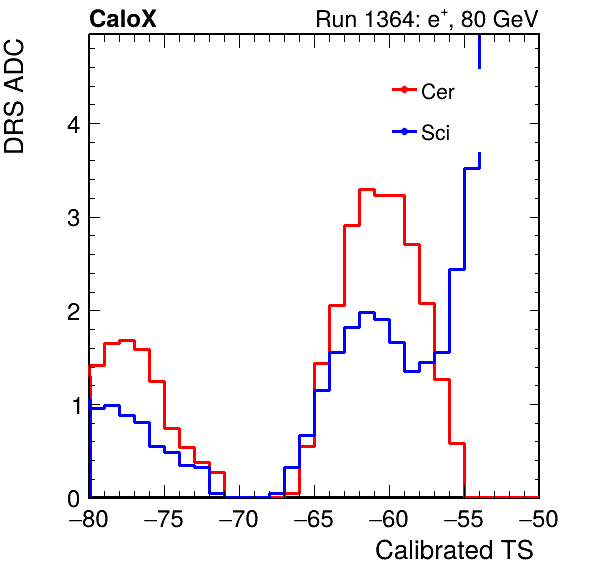 CaloX Run 1364: e⁺, 80 GeV
DRS ADC
Cer
Sci
4
3
2
1
0
−80 −75 −70 −65 −60 −55 −50
Calibrated TS